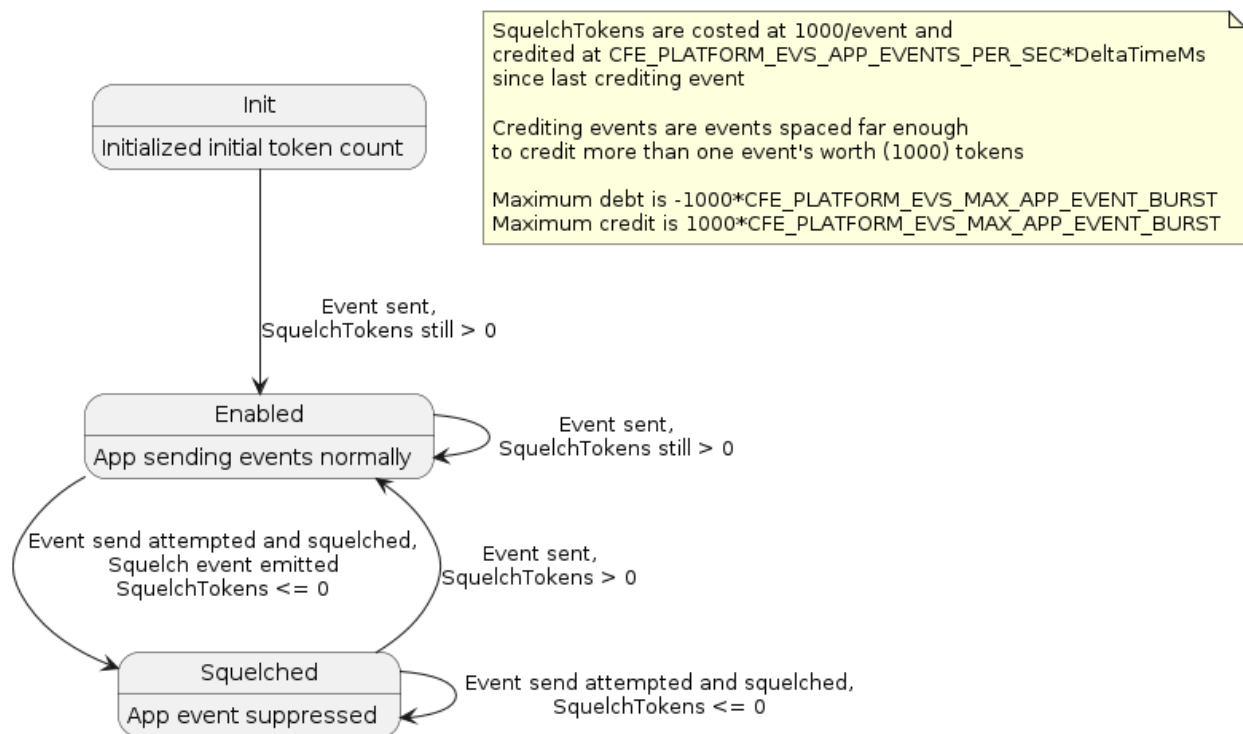 SquelchTokens are costed at 1000/event and
credited at CFE_PLATFORM_EVS_APP_EVENTS_PER_SEC*DeltaTimeMs
since last crediting event
Crediting events are events spaced far enough
to credit more than one event's worth (1000) tokens
Maximum debt is -1000*CFE_PLATFORM_EVS_MAX_APP_EVENT_BURST
Maximum credit is 1000*CFE_PLATFORM_EVS_MAX_APP_EVENT_BURST
Init
Initialized initial token count
Event sent,
SquelchTokens still > 0
Enabled
App sending events normally
Event sent,
SquelchTokens still > 0
Event send attempted and squelched,
Squelch event emitted
SquelchTokens <= 0
Event sent,
SquelchTokens > 0
Squelched
App event suppressed
Event send attempted and squelched,
SquelchTokens <= 0